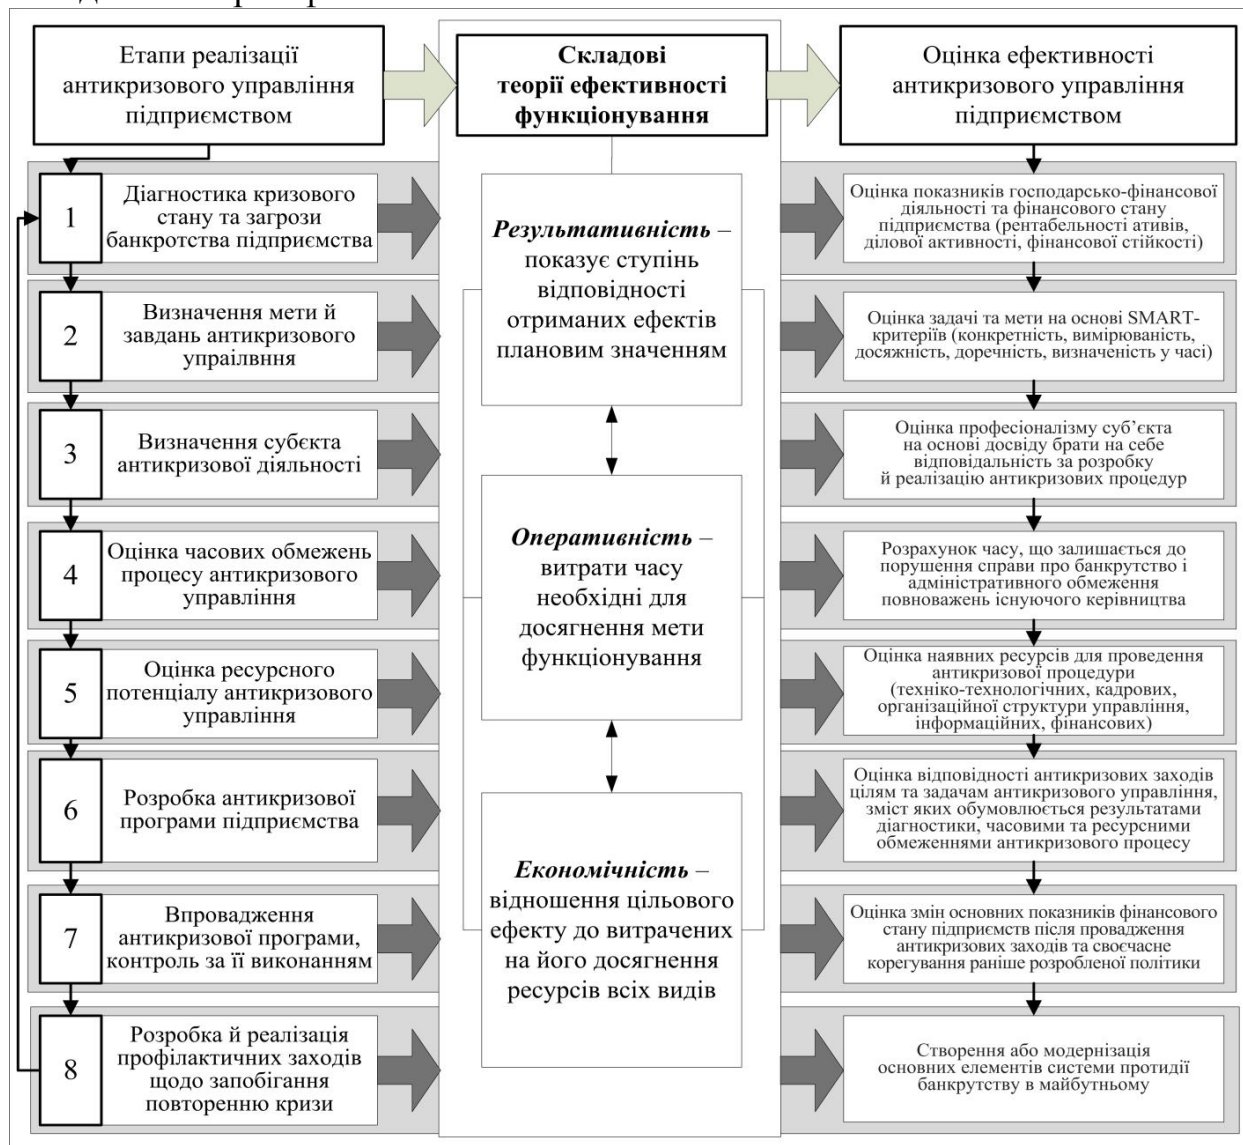 Етапи реалізації
антикризового управління
підприємством
Складові
теорії ефективності
функціонування
Оцінка ефективності
антикризового управління
підприємством
1
Діагностика кризового
стану та загрози
банкротства підприємства
2
Визначення мети й
завдань антикризового
упраілвння
3
Визначення субєкта
антикризової діяльності
4
Оцінка часових обмежень
процесу антикризового
управління
5
Оцінка ресурсного
потенціалу антикризового
управління
6
Розробка антикризової
програми підприємства
7
Впровадження
антикризової програми,
контроль за її виконанням
8
Розробка й реалізація
профілактичних заходів
щодо запобігання
повторенню кризи
Результативність –
показує ступінь
відповідності
отриманих ефектів
плановим значенням
Оперативність –
витрати часу
необхідні для
досягнення мети
функціонування
Економічність –
відношення цільового
ефекту до витрачених
на його досягнення
ресурсів всіх видів
Оцінка показників господарсько-фінансової
діяльності та фінансового стану
підприємства (рентабельності ативів,
ділової активності, фінансової стійкості)
Оцінка задачі та мети на основі SMART-
критеріїв (конкретність, вимірюваність,
досяжність, доречність, визначеність у часі)
Оцінка професіоналізму суб’єкта
на основі досвіду брати на себе
відповідальність за розробку
й реалізацію антикризових процедур
Розрахунок часу, що залишається до
порушення справи про банкрутство і
адміністративного обмеження
повноважень існуючого керівництва
Оцінка наявних ресурсів для проведення
антикризової процедури
(техніко-технологічних, кадрових,
організаційної структури управління,
інформаційних, фінансових)
Оцінка відповідності антикризових заходів
цілям та задачам антикризового управління,
зміст яких обумовлюється результатами
діагностики, часовими та ресурсними
обмеженнями антикризового процесу
Оцінка змін основних показників фінансового
стану підприємств після провадження
антикризових заходів та своєчасне
корегування раніше розробленої політики
Створення або модернізація
основних елементів системи протидії
банкрутству в майбутньому